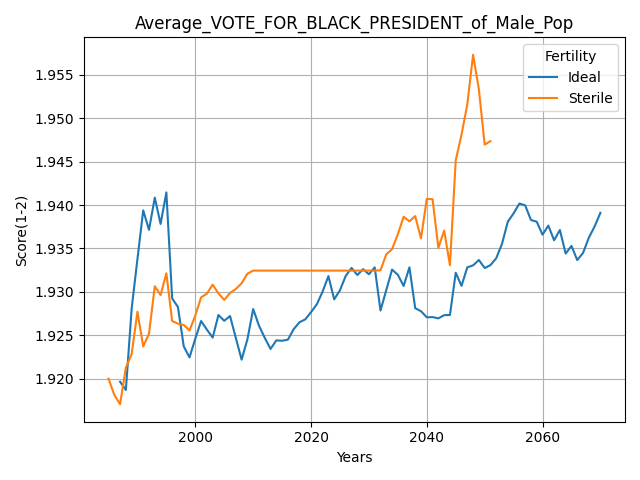 Average_VOTE_FOR_BLACK_PRESIDENT_of_Male_Pop
Fertility
Ideal
Sterile
Score(1-2)
1.955
1.950
1.945
1.940
1.935
1.930
1.925
1.920
2000
2020
2040
2060
Years